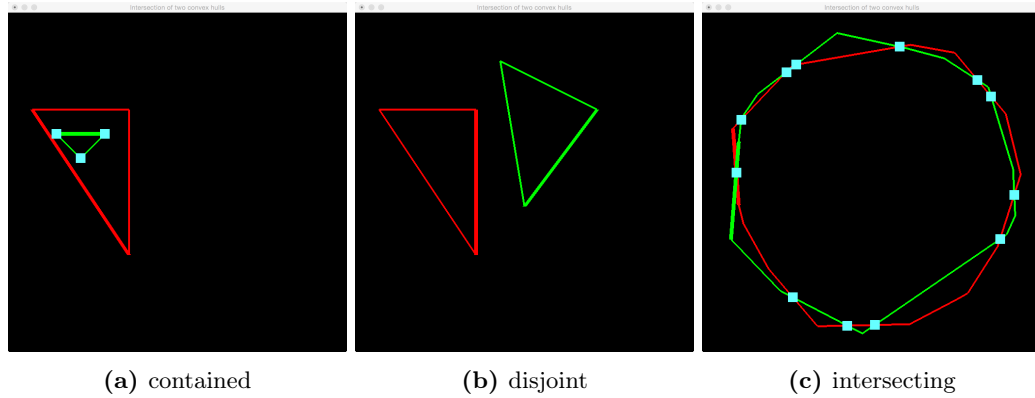 Intersection of two convex hulls
Intersection of two convex hulls
Intersection of two convex hulls
(a) contained
(b) disjoint
(c) intersecting